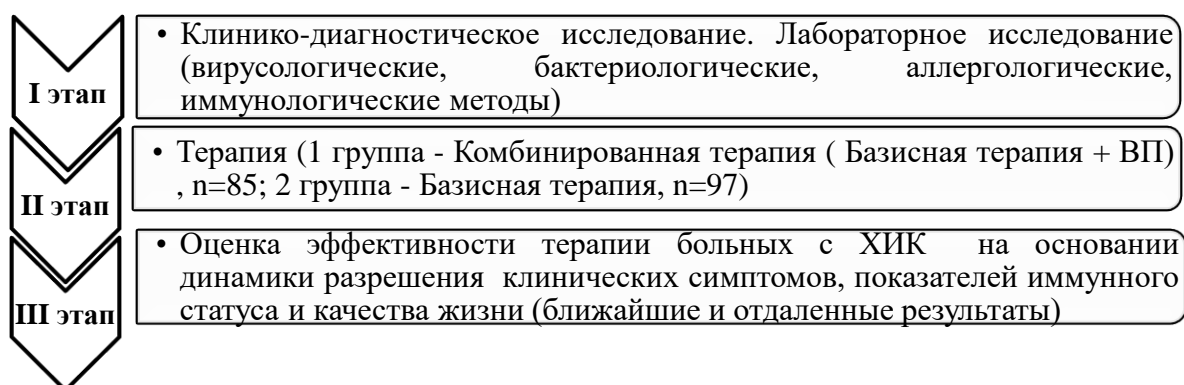 I этап
• Клинико-диагностическое исследование. Лабораторное исследование
(вирусологические, бактериологические, аллергологические,
иммунологические методы)
II этап
• Терапия (1 группа - Комбинированная терапия ( Базисная терапия + ВП)
, n=85; 2 группа - Базисная терапия, n=97)
III этап
• Оценка эффективности терапии больных с ХИК на основании
динамики разрешения клинических симптомов, показателей иммунного
статуса и качества жизни (ближайшие и отдаленные результаты)